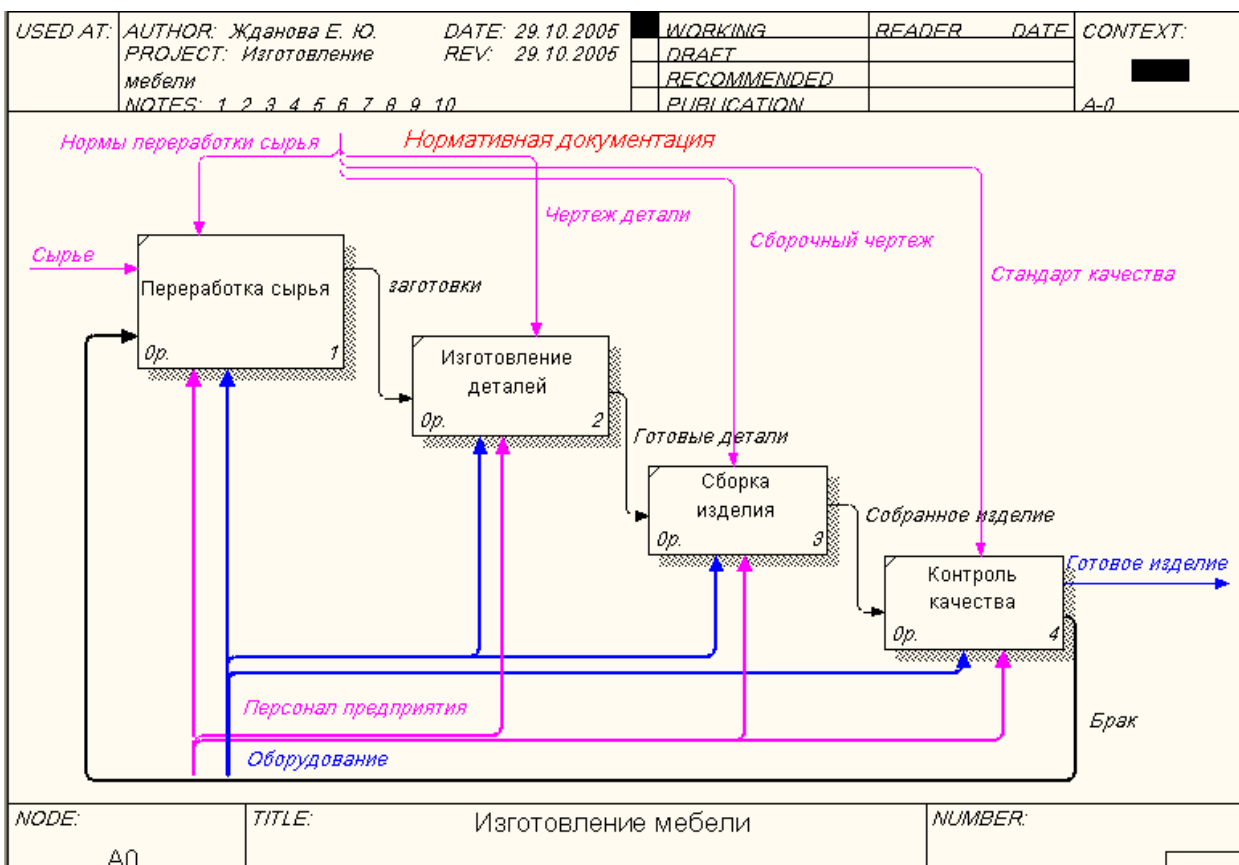 USED AT:
AUTHOR: Жданова Е. Ю.
DATE: 29.10.2005
PROJECT: Изготовление
мебели
REV: 29.10.2005
NOTES: 1 2 3 4 5 6 7 8 9 10
WORKING
DRAFT
RECOMMENDED
PUBLICATION
READER
DATE
CONTEXT:
A-0
Нормы переработки сырья
Нормативная документация
Чертеж детали
Сборочный чертеж
Сырье
Стандарт качества
Переработка сырья
0р.
1
заготовки
Изготовление
деталей
0р.
2
Готовые детали
Сборка
изделия
0р.
3
Собранное изделие
Контроль
качества
0р.
4
Готовое изделие
Персонал предприятия
Брак
Оборудование
NODE:
A0
TITLE:
Изготовление мебели
NUMBER: